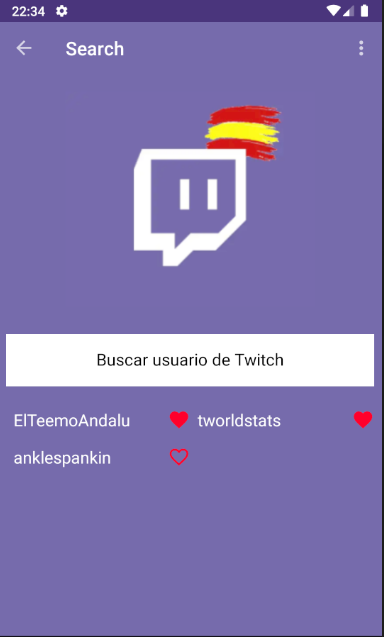 22:34
Search
Buscar usuario de Twitch
ElTeemoAndalu tworldstats
anklespankin